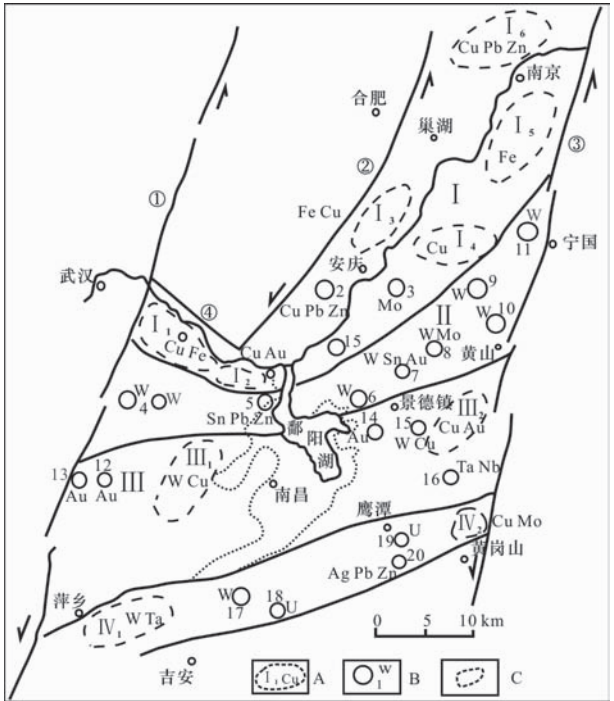 I₆
Cu Pb Zn
南京
合肥
巢湖
I₅
Fe
③
②
①
I
Fe Cu
I₃
Cu I₄
W
11
宁国
武汉
安庆
2
Cu Pb Zn
3
Mo
W 9
W 10
II
④
I₁
Cu Fe
15
W Mo
8
黄山
Cu Au
I₂
W Sn Au
7
W
4
W
5
Sn Pb Zn
W 6
景德镇
III₂
Cu Au
鄱阳湖
14
Au
15
W Cu
13
Au
12
Au
III
III₁
W Cu
南昌
16
Ta Nb
鹰潭
U
19
IV₂
Cu Mo
黄岗山
20
Ag Pb Zn
萍乡
W
17
18
U
IV₁
W Ta
0 5 10 km
吉安
I₁ Cu A
W 1 B
C